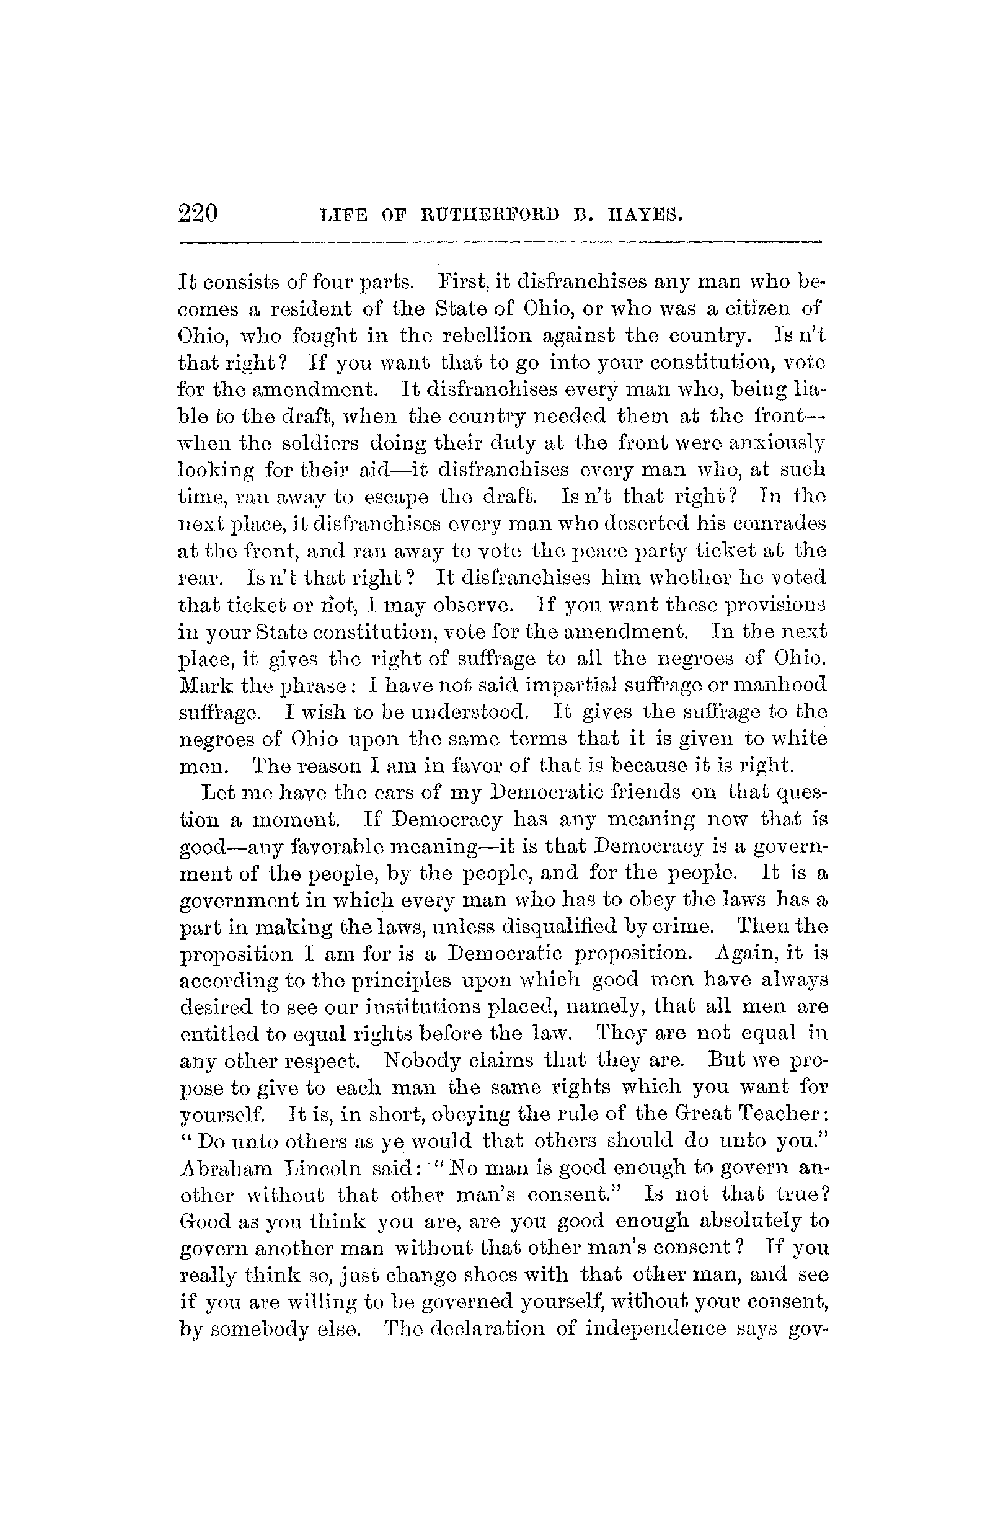 220 LIFE OF RUTHERFORD B. HAYES.
It consists of four parts. First, it disfranchises any man who be-
comes a resident of the State of Ohio, or who was a citizen of
Ohio, who fought in the rebellion against the country. Is n't
that right? If you want that to go into your constitution, vote
for the amendment. It disfranchises every man who, being lia-
ble to the draft, when the country needed them at the front—
when the soldiers doing their duty at the front were anxiously
looking for their aid—it disfranchises every man who, at such
time, ran away to escape the draft. Is n't that right? In the
next place, it disfranchises every man who deserted his comrades
at the front, and ran away to vote the peace party ticket at the
rear. Is n't that right? It disfranchises him whether he voted
that ticket or not, I may observe. If you want these provisions
in your State constitution, vote for the amendment. In the next
place, it gives the right of suffrage to all the negroes of Ohio.
Mark the phrase: I have not said impartial suffrage or manhood
suffrage. I wish to be understood. It gives the suffrage to the
negroes of Ohio upon the same terms that it is given to white
men. The reason I am in favor of that is because it is right.
Let me have the ears of my Democratic friends on that ques-
tion a moment. If Democracy has any meaning now that is
good—any favorable meaning—it is that Democracy is a govern-
ment of the people, by the people, and for the people. It is a
government in which every man who has to obey the laws has a
part in making the laws, unless disqualified by crime. Then the
proposition I am for is a Democratic proposition. Again, it is
according to the principles upon which good men have always
desired to see our institutions placed, namely, that all men are
entitled to equal rights before the law. They are not equal in
any other respect. Nobody claims that they are. But we pro-
pose to give to each man the same rights which you want for
yourself. It is, in short, obeying the rule of the Great Teacher:
"Do unto others as ye would that others should do unto you."
Abraham Lincoln said: "No man is good enough to govern an-
other without that other man's consent." Is not that true?
Good as you think you are, are you good enough absolutely to
govern another man without that other man's consent? If you
really think so, just change shoes with that other man, and see
if you are willing to be governed yourself, without your consent,
by somebody else. The declaration of independence says gov-